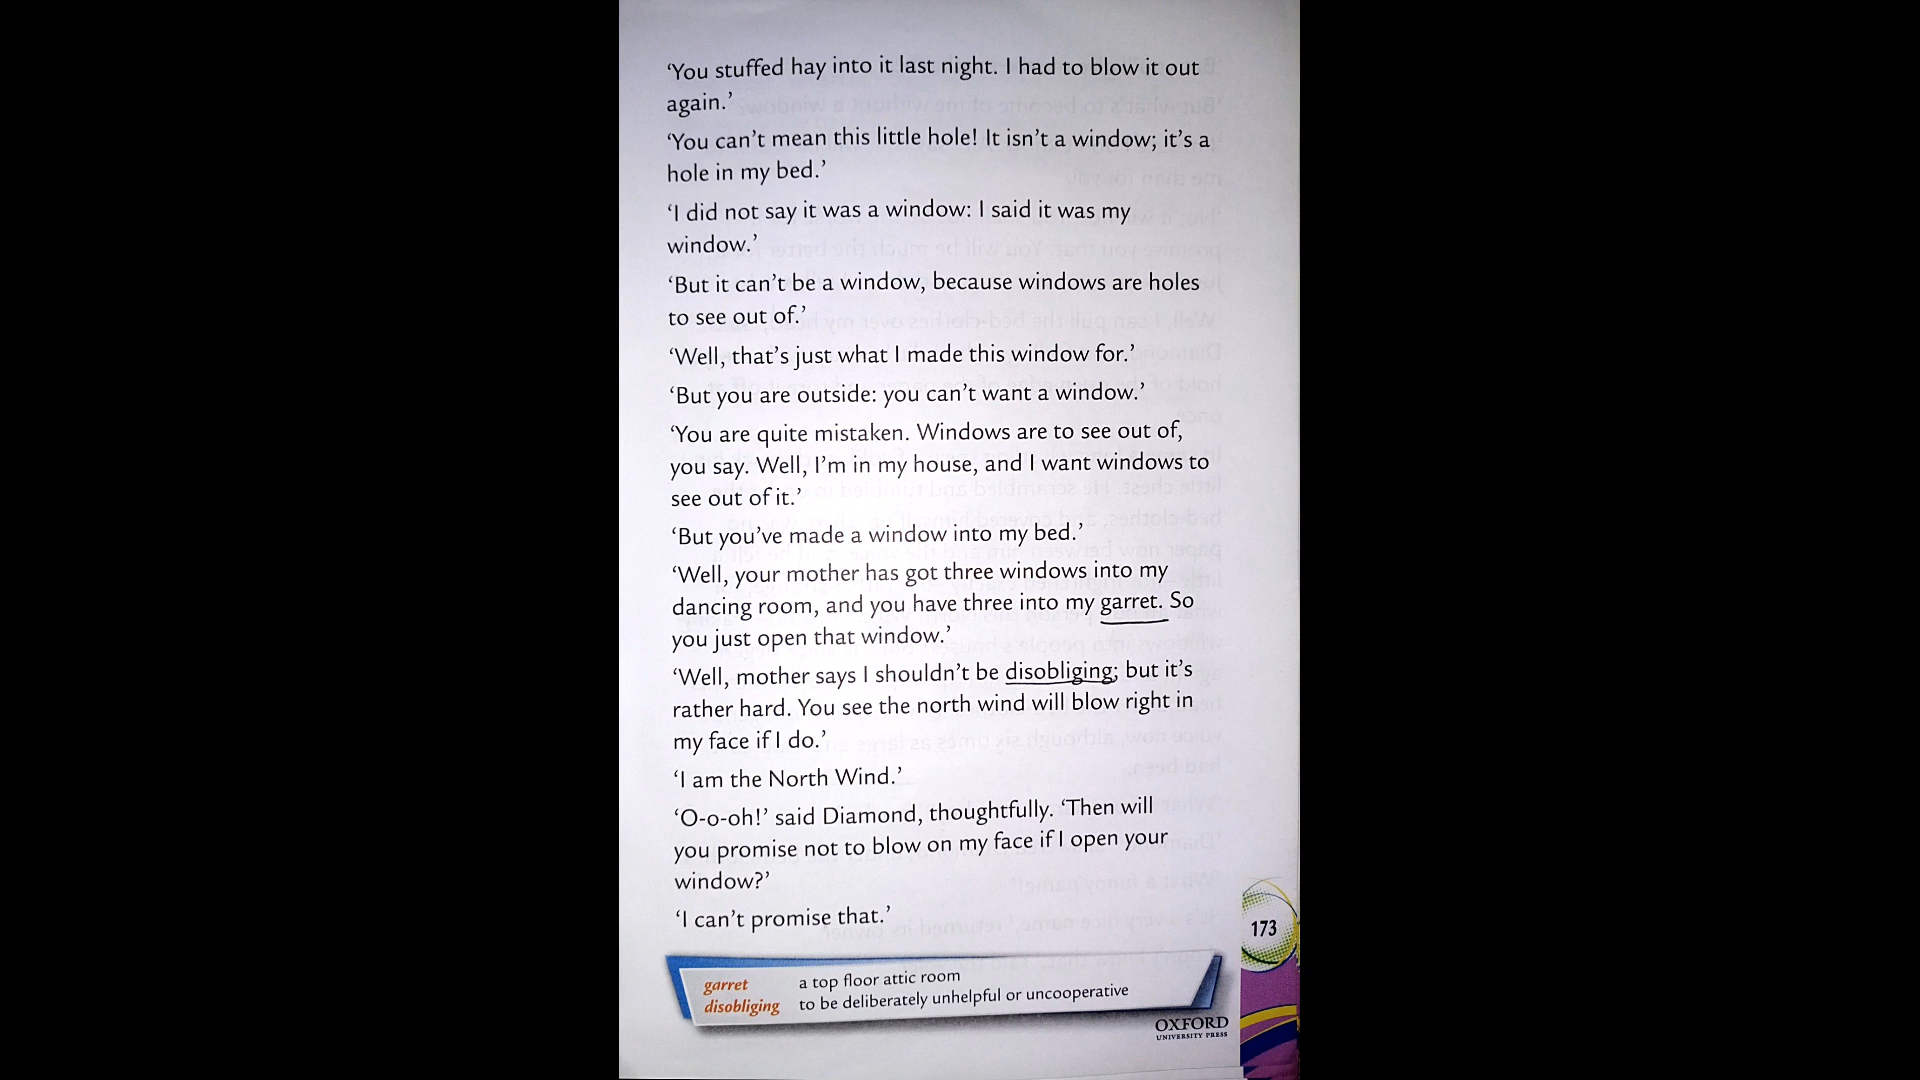 ‘You stuffed hay into it last night. I had to blow it out
again.’
‘You can’t mean this little hole! It isn’t a window; it’s a
hole in my bed.’
‘I did not say it was a window: I said it was my
window.’
‘But it can’t be a window, because windows are holes
to see out of.’
‘Well, that’s just what I made this window for.’
‘But you are outside: you can’t want a window.’
‘You are quite mistaken. Windows are to see out of,
you say. Well, I’m in my house, and I want windows to
see out of it.’
‘But you’ve made a window into my bed.’
‘Well, your mother has got three windows into my
dancing room, and you have three into my garret. So
you just open that window.’
‘Well, mother says I shouldn’t be disobliging; but it’s
rather hard. You see the north wind will blow right in
my face if I do.’
‘I am the North Wind.’
‘O-o-oh!’ said Diamond, thoughtfully. ‘Then will
you promise not to blow on my face if I open your
window?’
‘I can’t promise that.’
173
garret a top floor attic room
disobliging to be deliberately unhelpful or uncooperative
OXFORD
UNIVERSITY PRESS